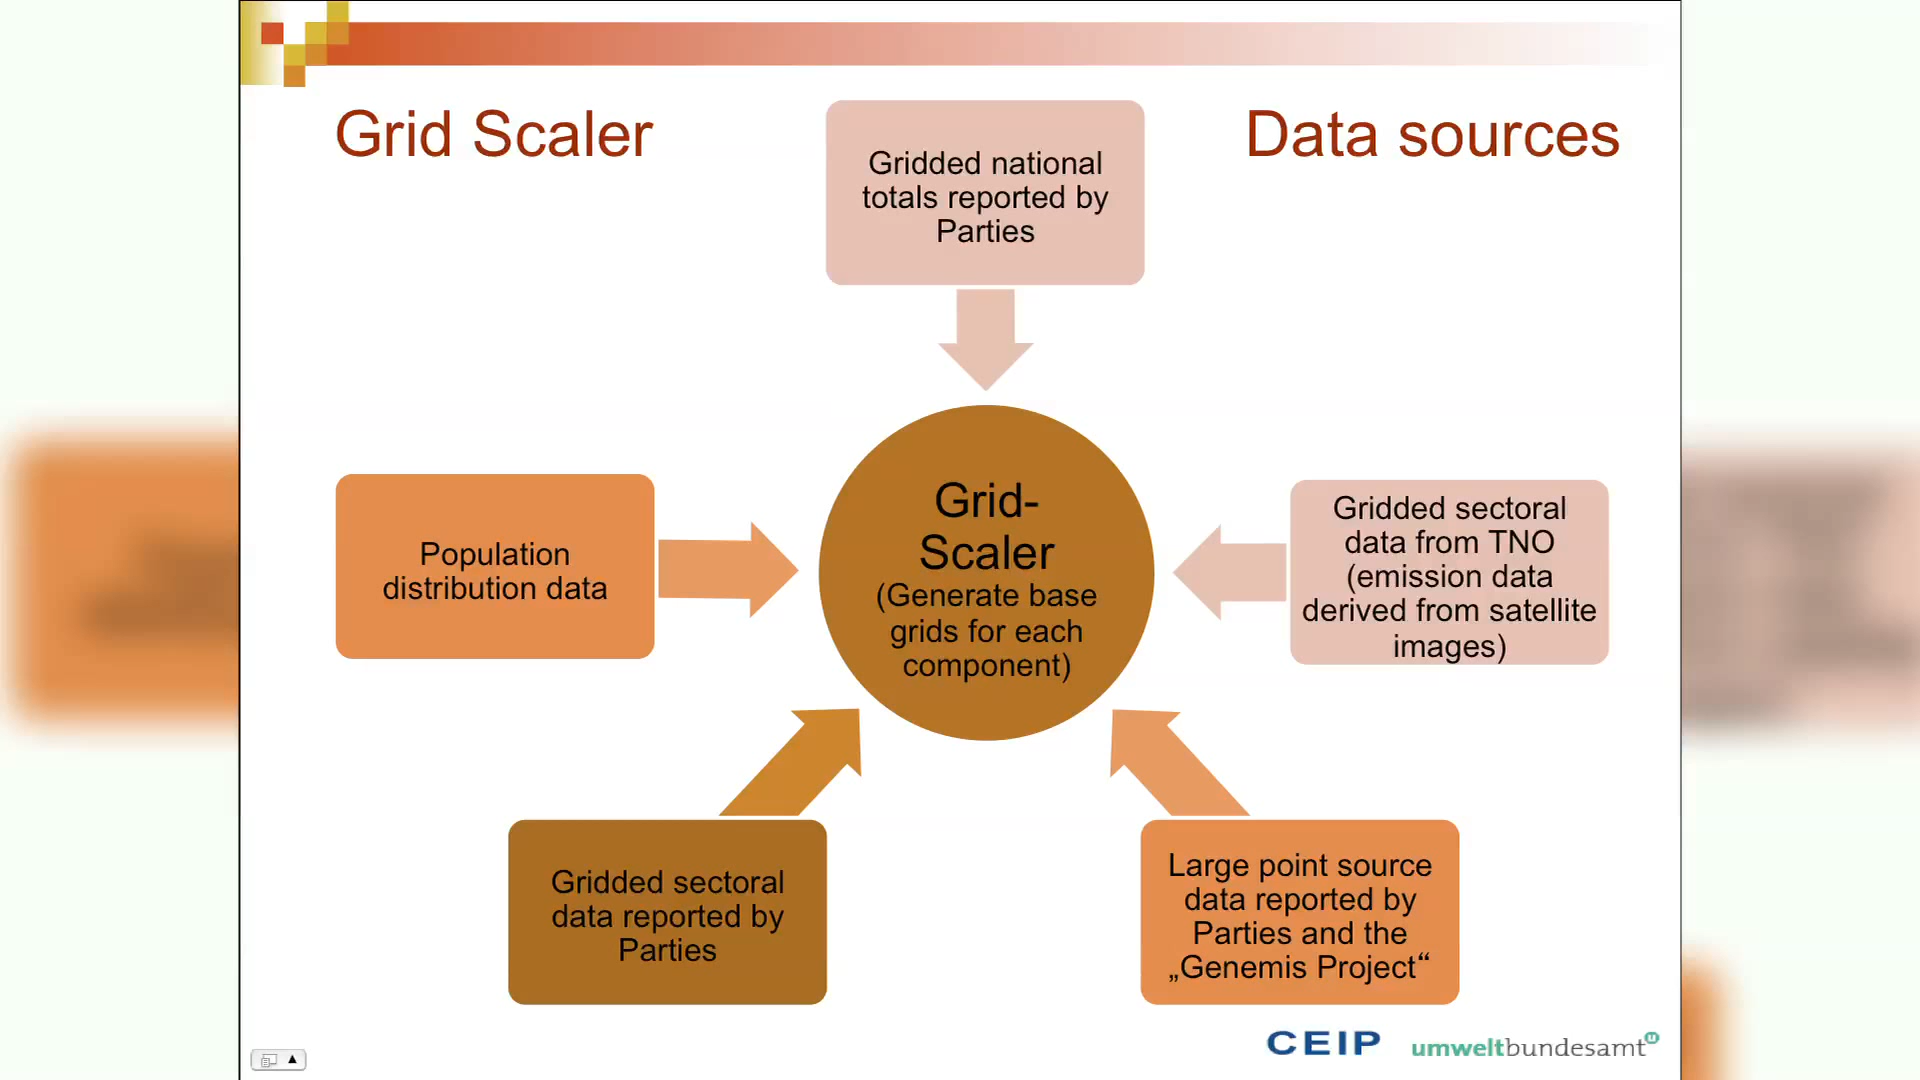 Grid Scaler
Data sources
Gridded national
totals reported by
Parties
Population
distribution data
Grid-
Scaler
(Generate base
grids for each
component)
Gridded sectoral
data from TNO
(emission data
derived from satellite
images)
Gridded sectoral
data reported by
Parties
Large point source
data reported by
Parties and the
„Genemis Project“
CEIP
umweltbundesamt
u